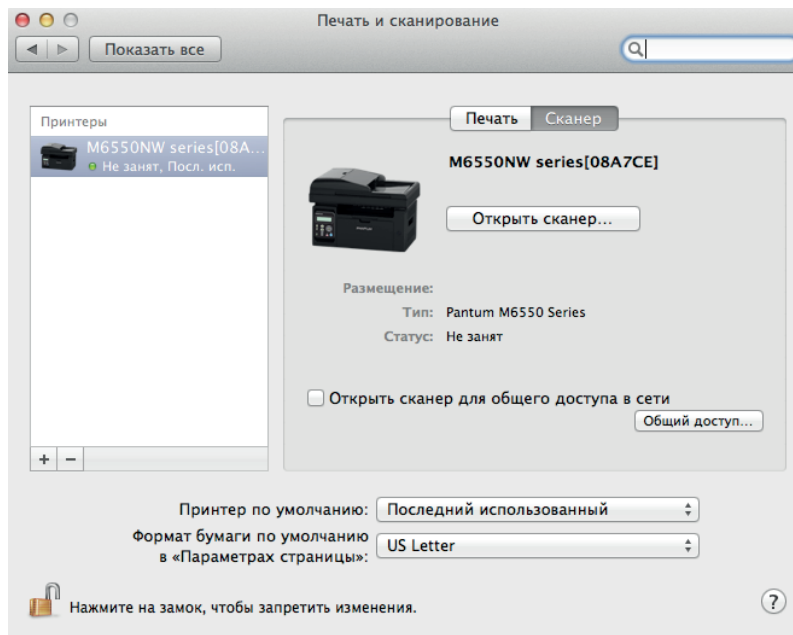 Печать и сканирование
Показать все
Принтеры
M6550NW series[08A...
Не занят, Посл. исп.
Печать
Сканер
M6550NW series[08A7CE]
Открыть сканер...
Размещение:
Тип: Pantum M6550 Series
Статус: Не занят
Открыть сканер для общего доступа в сети
Общий доступ...
+ −
Принтер по умолчанию: Последний использованный
Формат бумаги по умолчанию
в «Параметрах страницы»: US Letter
Нажмите на замок, чтобы запретить изменения.
?